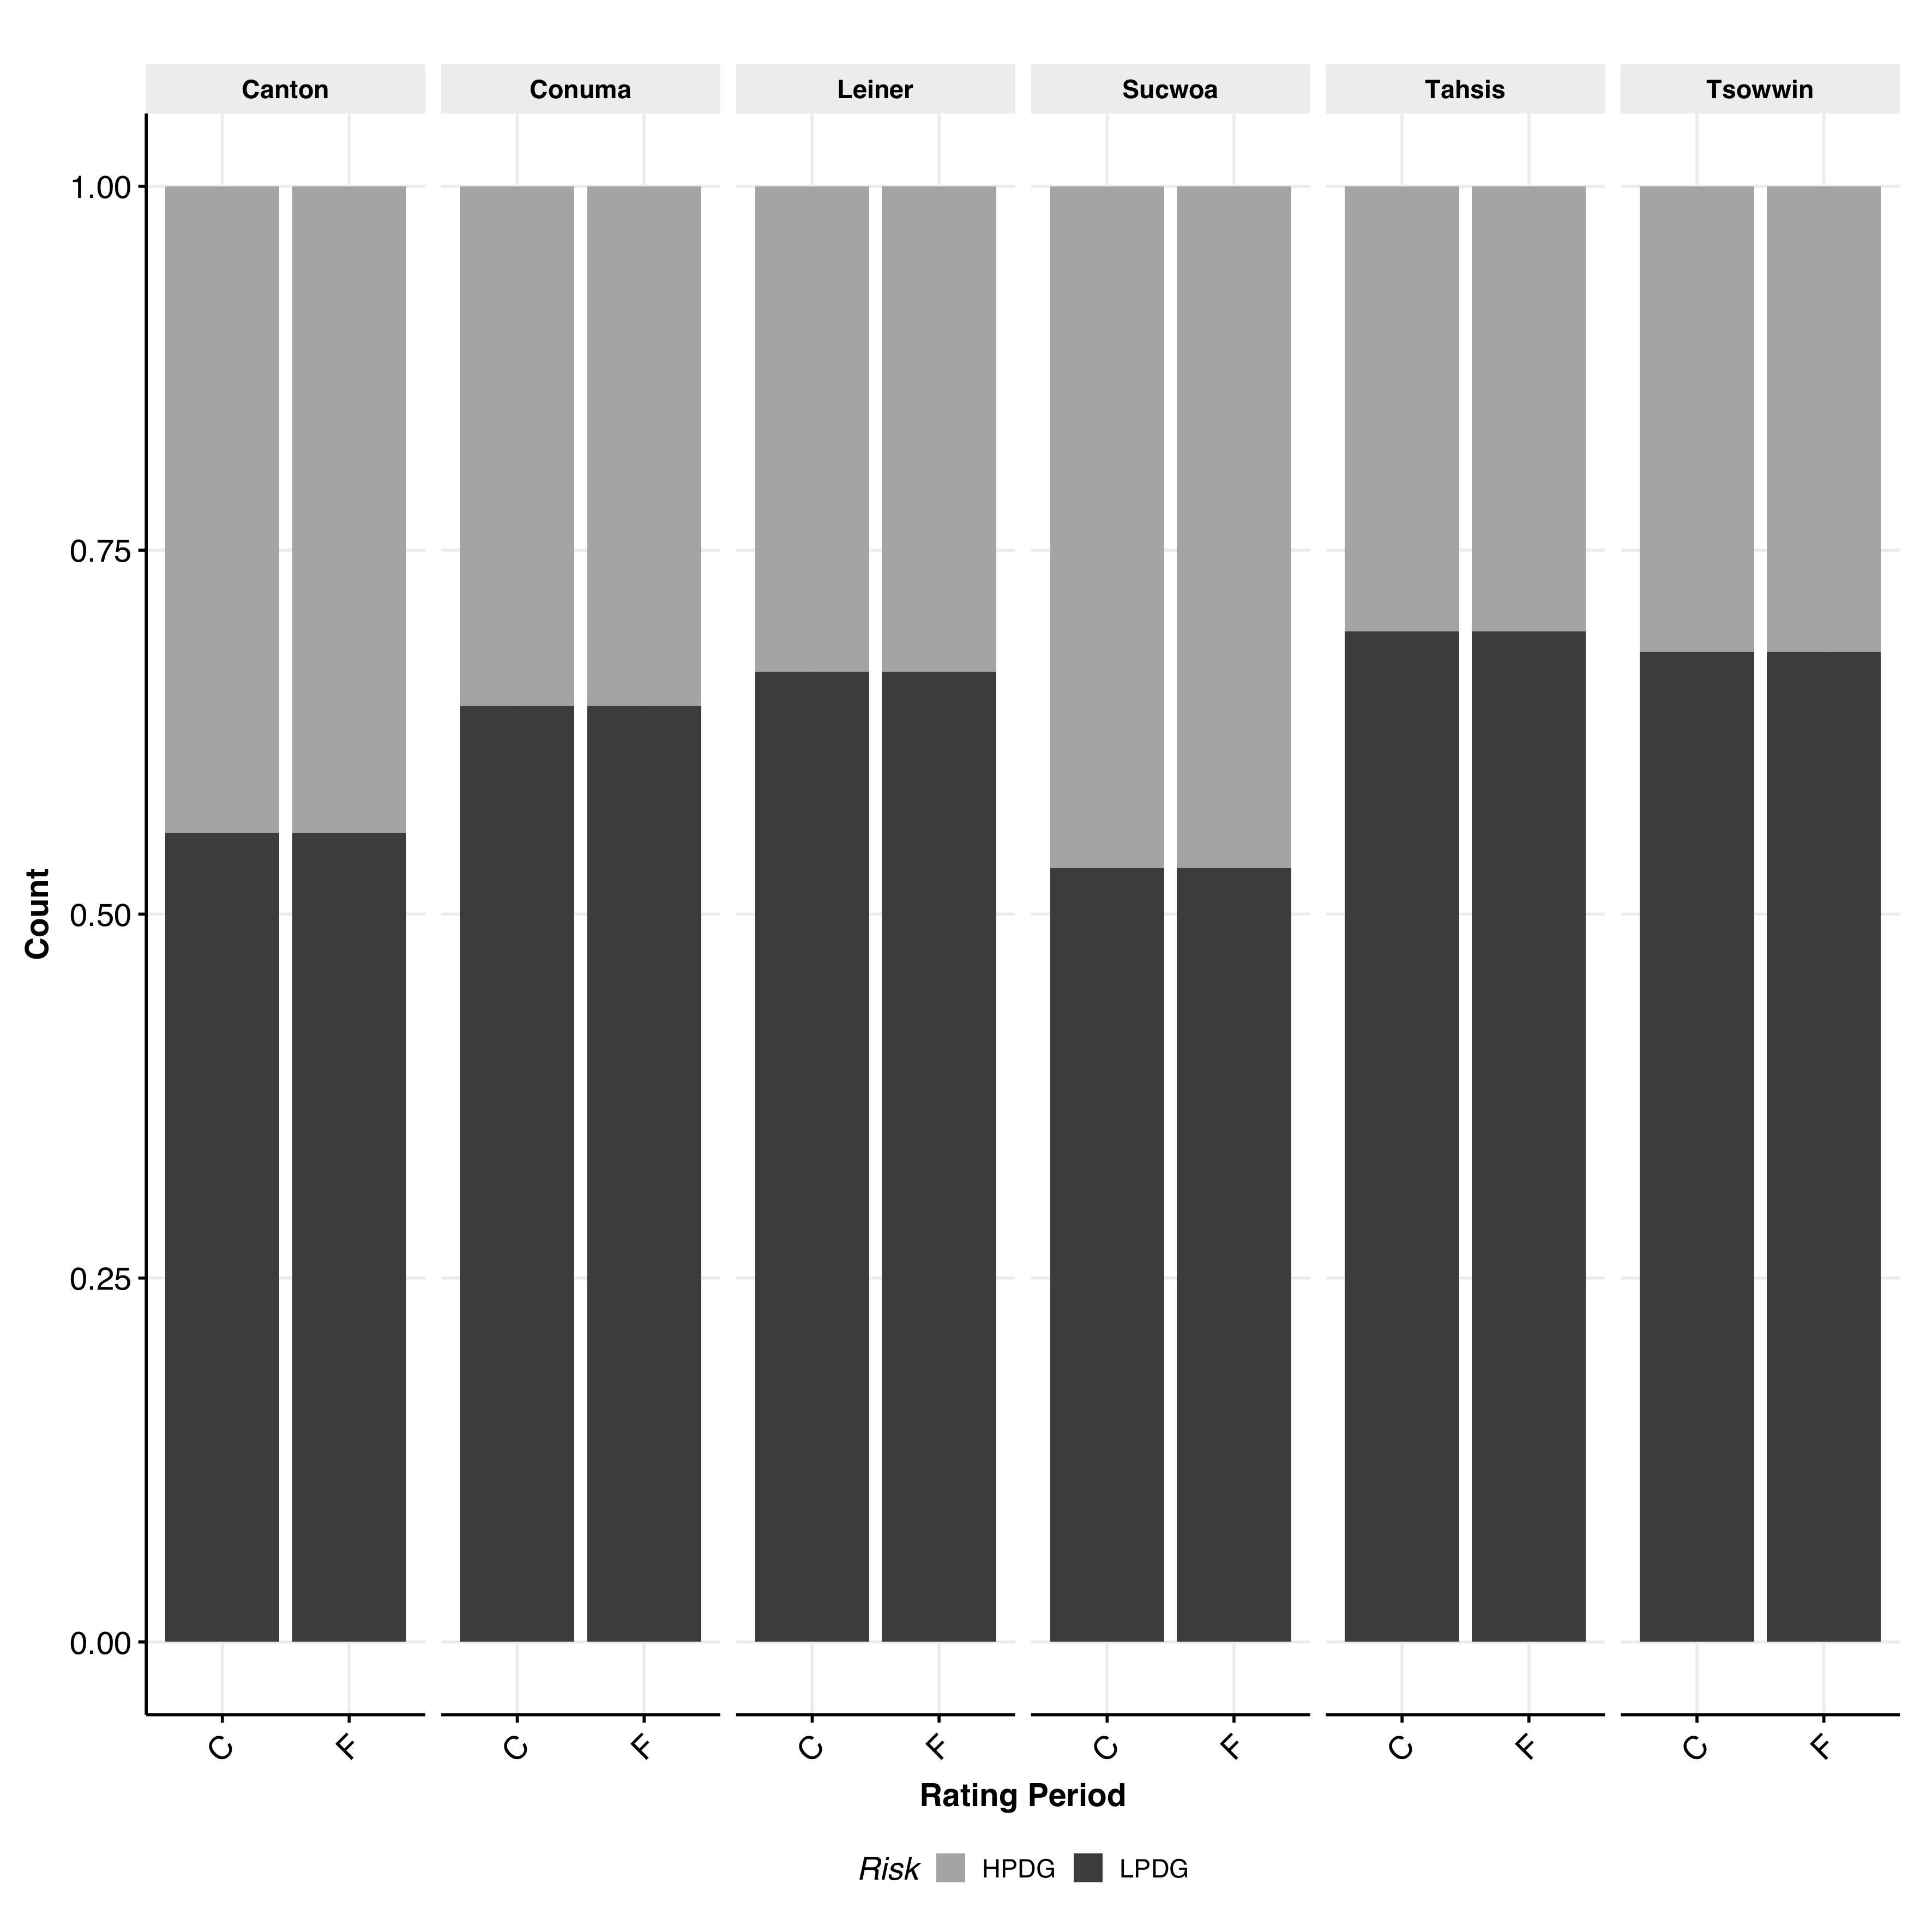 Canton Conuma Leiner Sucwoa Tahsis Tsowwin
1.00
0.75
0.50
0.25
0.00
Count
C F C F C F C F C F C F
Rating Period
Risk HPDG LPDG